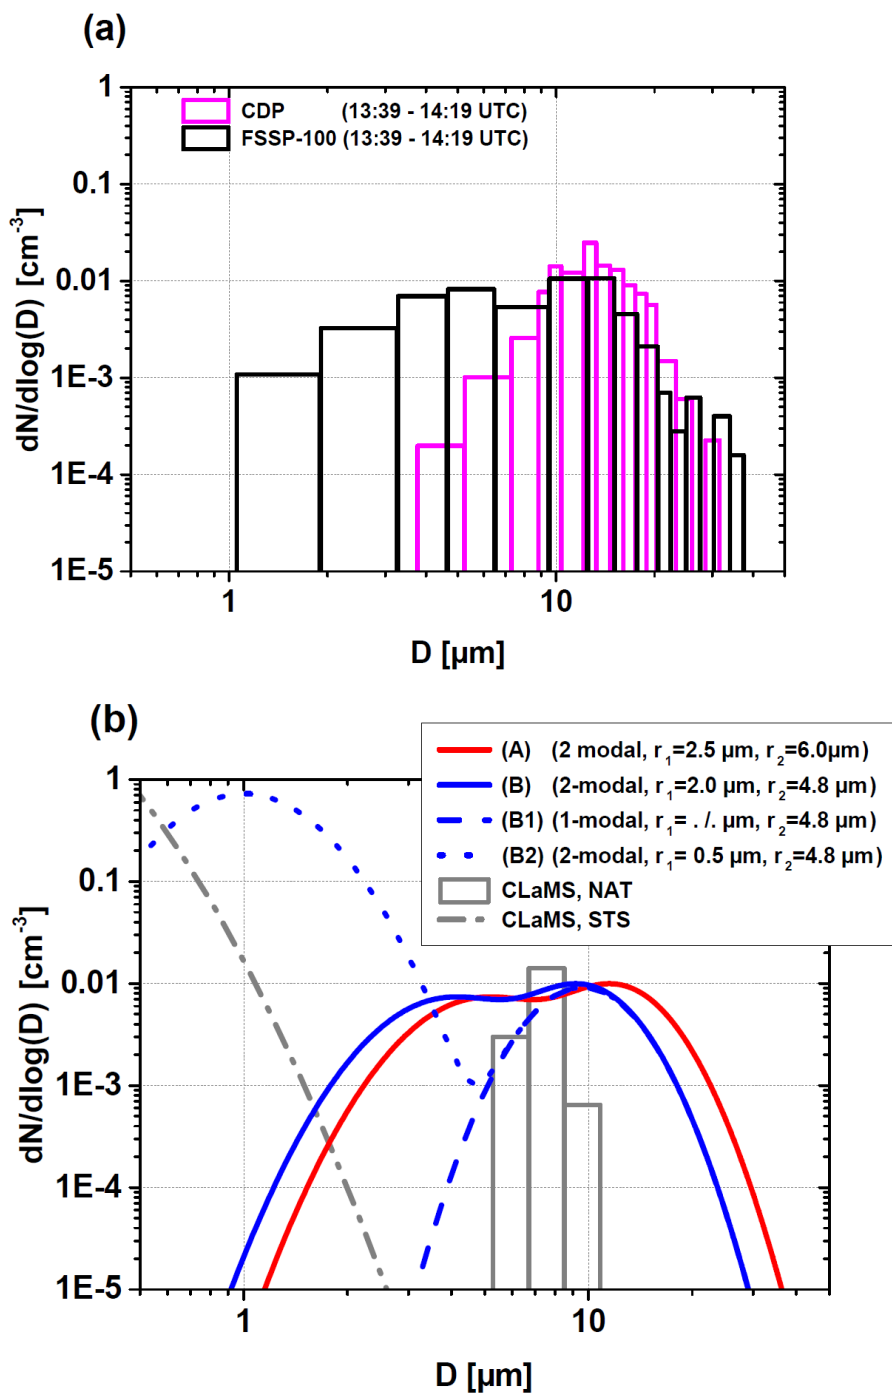 (a)
CDP (13:39 - 14:19 UTC)
FSSP-100 (13:39 - 14:19 UTC)
1
0.1
0.01
1E-3
1E-4
1E-5
dN/dlog(D) [cm⁻³]
1 10
D [µm]
(b)
(A) (2 modal, r₁=2.5 µm, r₂=6.0µm)
(B) (2-modal, r₁=2.0 µm, r₂=4.8 µm)
(B1) (1-modal, r₁= . /. µm, r₂=4.8 µm)
(B2) (2-modal, r₁= 0.5 µm, r₂=4.8 µm)
CLaMS, NAT
CLaMS, STS
1
0.1
0.01
1E-3
1E-4
1E-5
dN/dlog(D) [cm⁻³]
1 10
D [µm]